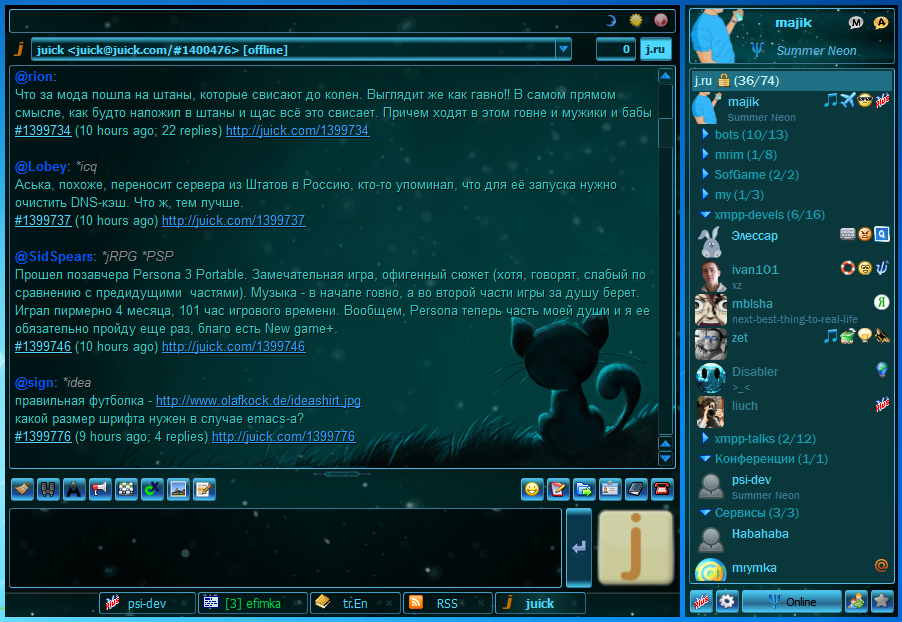 juick <juick@juick.com/#1400476> [offline]
0
j.ru
@rion:
Что за мода пошла на штаны, которые свисают до колен. Выглядит же как гавно!! В самом прямом
смысле, как будто наложил в штаны и щас всё это свисает. Причем ходят в этом говне и мужики и бабы
#1399734 (10 hours ago; 22 replies) http://juick.com/1399734
@Lobey: *icq
Аська, похоже, переносит сервера из Штатов в Россию, кто-то упоминал, что для её запуска нужно
очистить DNS-кэш. Что ж, тем лучше.
#1399737 (10 hours ago) http://juick.com/1399737
@SidSpears: *jRPG *PSP
Прошел позавчера Persona 3 Portable. Замечательная игра, офигенный сюжет (хотя, говорят, слабый по
сравнению с предидущими частями). Музыка - в начале говно, а во второй части игры за душу берет.
Играл пирмерно 4 месяца, 101 час игрового времени. Вообщем, Persona теперь часть моей души и я ее
обязательно пройду еще раз, благо есть New game+.
#1399746 (10 hours ago) http://juick.com/1399746
@sign: *idea
правильная футболка - http://www.olafkock.de/ideashirt.jpg
какой размер шрифта нужен в случае emacs-а?
#1399776 (9 hours ago; 4 replies) http://juick.com/1399776
psi-dev
[3] efimka
tr.En
RSS
juick
majik
M
A
Summer Neon
j.ru (36/74)
majik
Summer Neon
bots (10/13)
mrim (1/8)
SofGame (2/2)
my (1/3)
xmpp-devels (6/16)
Элессар
ivan101
xz
mblsha
next-best-thing-to-real-life
zet
Disabler
>_<
liuch
xmpp-talks (2/12)
Конференции (1/1)
psi-dev
Summer Neon
Сервисы (3/3)
Habahaba
mrymka
Online